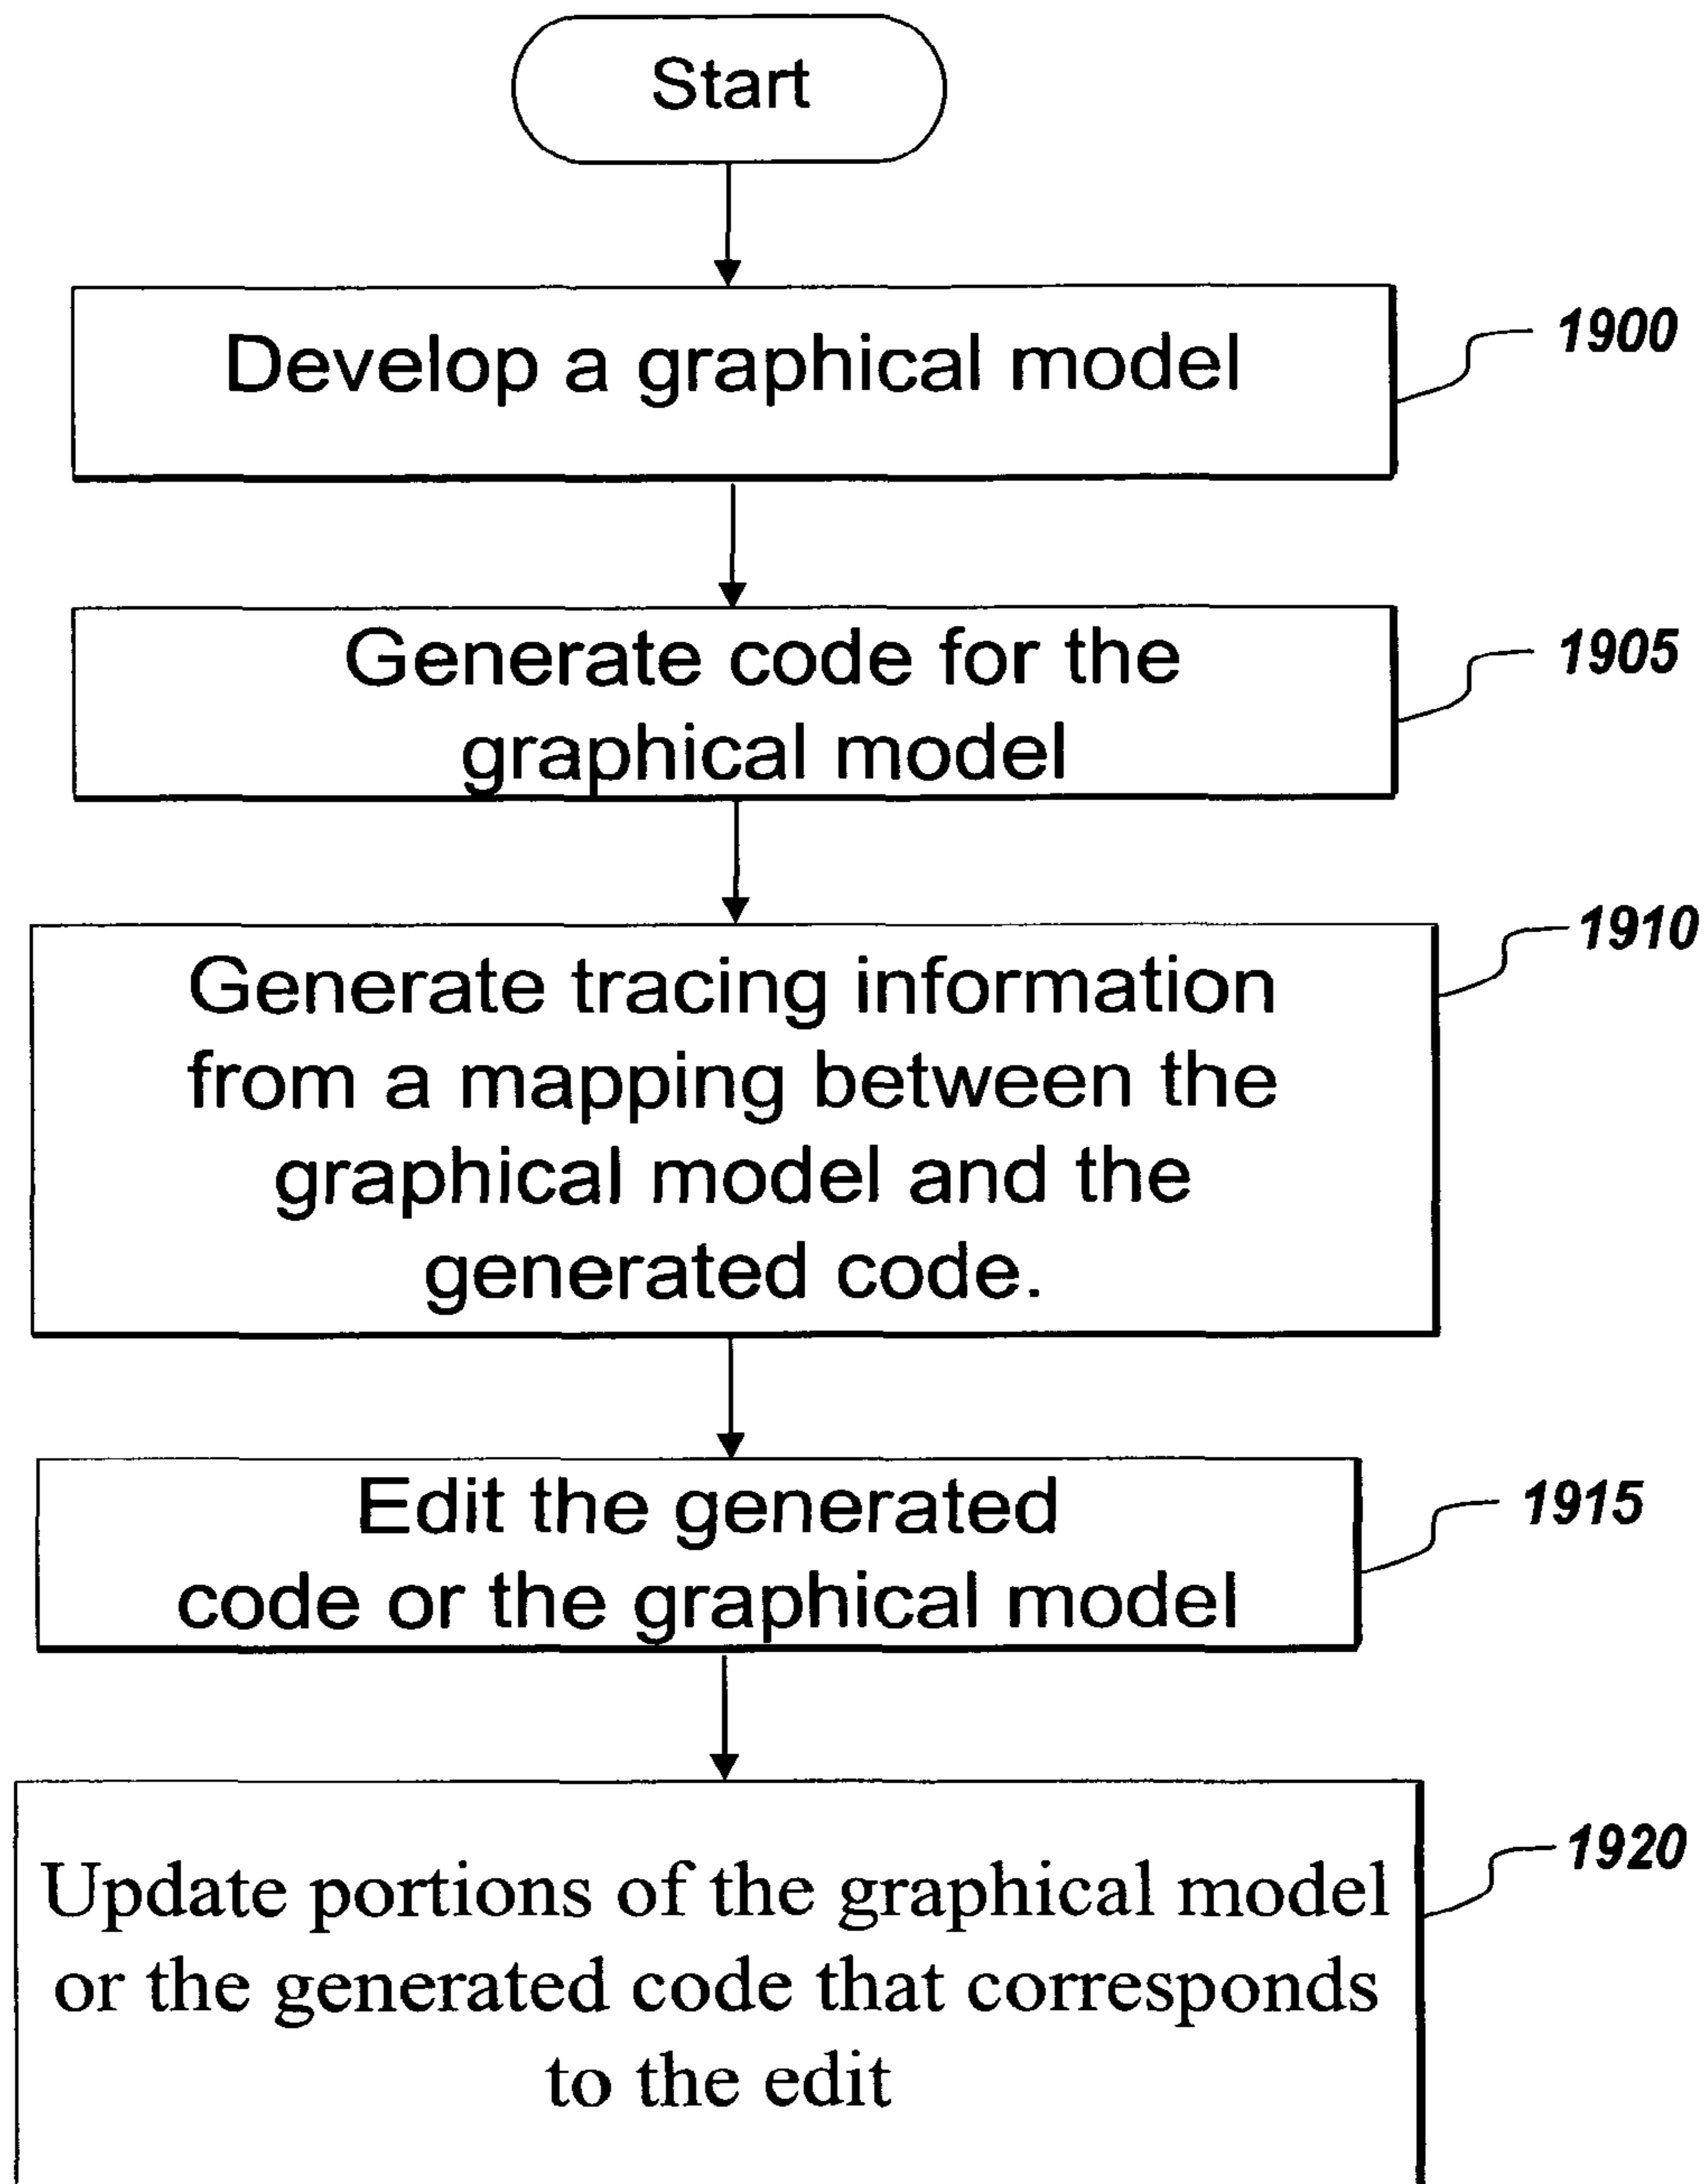 Start
Develop a graphical model
1900
Generate code for the
graphical model
1905
Generate tracing information
from a mapping between the
graphical model and the
generated code.
1910
Edit the generated
code or the graphical model
1915
Update portions of the graphical model
or the generated code that corresponds
to the edit
1920